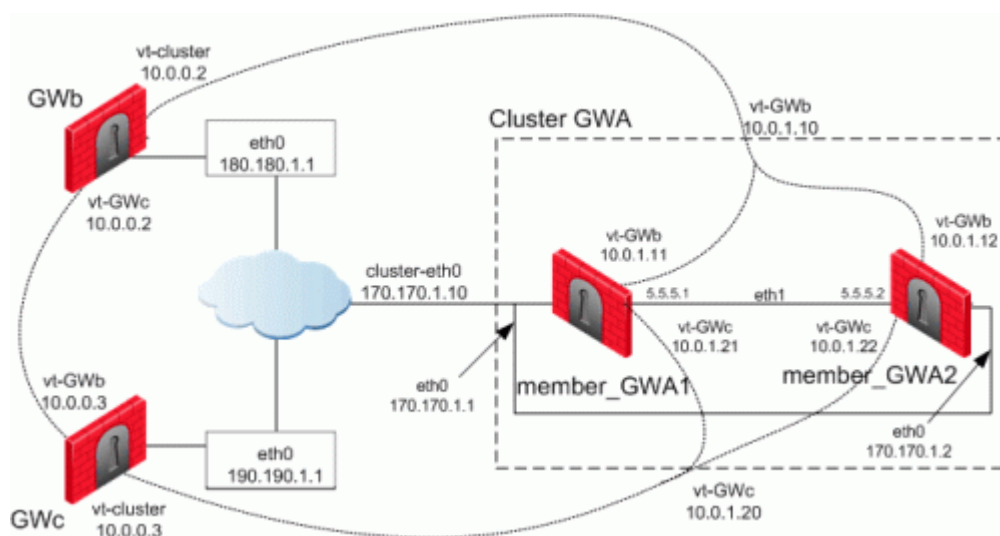 vt-cluster
10.0.0.2
GWb
eth0
180.180.1.1
vt-GWc
10.0.0.2
Cluster GWA
vt-GWb
10.0.1.10
vt-GWb
10.0.1.11
vt-GWb
10.0.1.12
cluster-eth0
170.170.1.10
5.5.5.1
eth1
5.5.5.2
vt-GWc
10.0.1.21
vt-GWc
10.0.1.22
member_GWA1
member_GWA2
eth0
170.170.1.1
eth0
170.170.1.2
vt-GWb
10.0.0.3
eth0
190.190.1.1
GWc
vt-cluster
10.0.0.3
vt-GWc
10.0.1.20